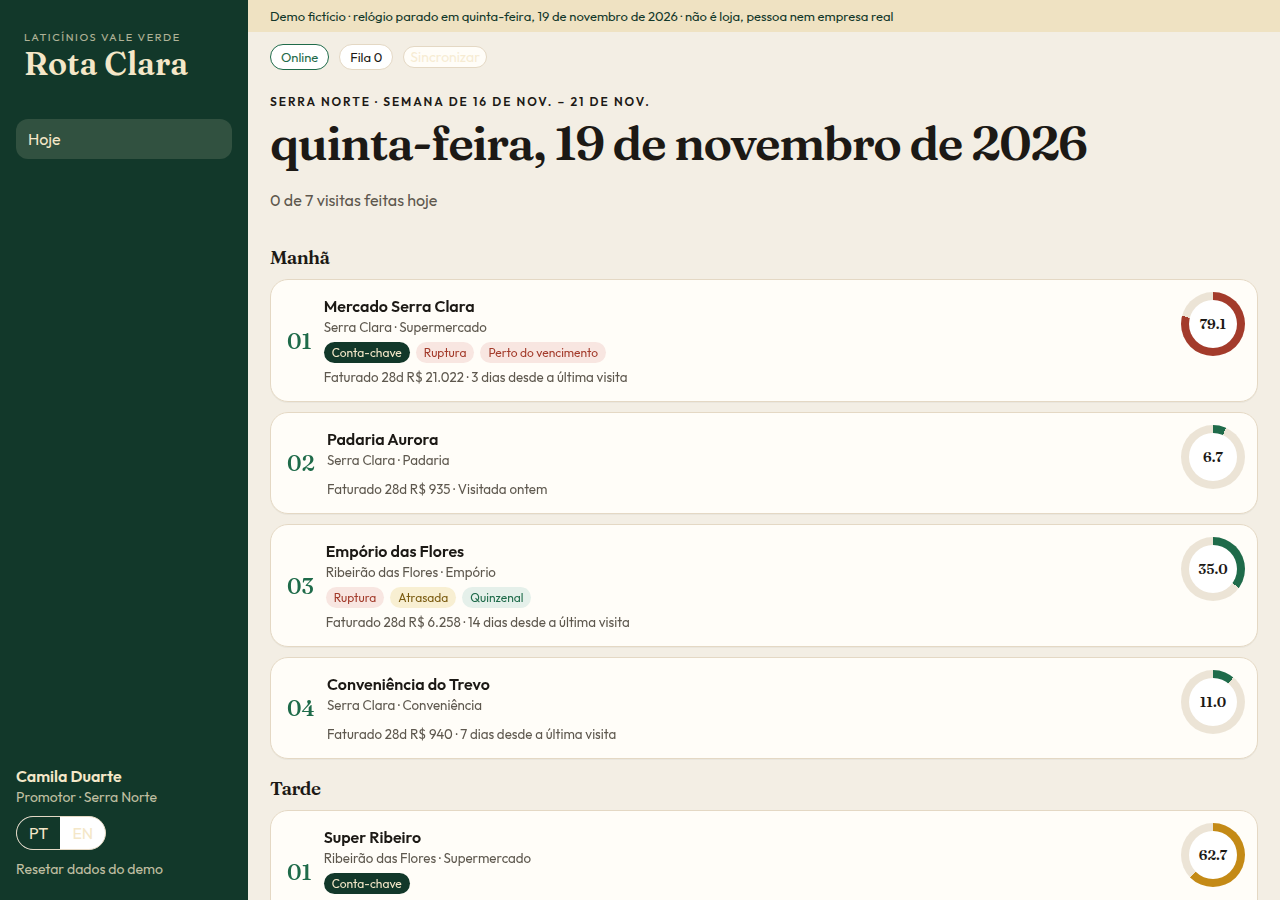 LATICÍNIOS VALE VERDE
Rota Clara
Hoje
Camila Duarte
Promotor · Serra Norte
PT EN
Resetar dados do demo
Demo fictício · relógio parado em quinta-feira, 19 de novembro de 2026 · não é loja, pessoa nem empresa real
Online Fila 0 Sincronizar
SERRA NORTE · SEMANA DE 16 DE NOV. – 21 DE NOV.
quinta-feira, 19 de novembro de 2026
0 de 7 visitas feitas hoje
Manhã
01
Mercado Serra Clara
Serra Clara · Supermercado
Conta-chave Ruptura Perto do vencimento
Faturado 28d R$ 21.022 · 3 dias desde a última visita
79.1
02
Padaria Aurora
Serra Clara · Padaria
Faturado 28d R$ 935 · Visitada ontem
6.7
03
Empório das Flores
Ribeirão das Flores · Empório
Ruptura Atrasada Quinzenal
Faturado 28d R$ 6.258 · 14 dias desde a última visita
35.0
04
Conveniência do Trevo
Serra Clara · Conveniência
Faturado 28d R$ 940 · 7 dias desde a última visita
11.0
Tarde
01
Super Ribeiro
Ribeirão das Flores · Supermercado
Conta-chave
62.7